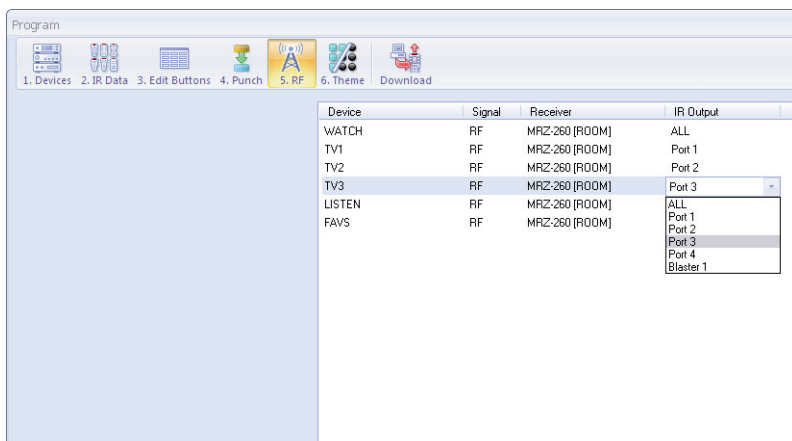 Program
1. Devices 2. IR Data 3. Edit Buttons 4. Punch 5. RF 6. Theme Download
Device Signal Receiver IR Output
WATCH RF MRZ-260 [ROOM] ALL
TV1 RF MRZ-260 [ROOM] Port 1
TV2 RF MRZ-260 [ROOM] Port 2
TV3 RF MRZ-260 [ROOM] Port 3
LISTEN RF MRZ-260 [ROOM]
FAVS RF MRZ-260 [ROOM]
ALL
Port 1
Port 2
Port 3
Port 4
Blaster 1